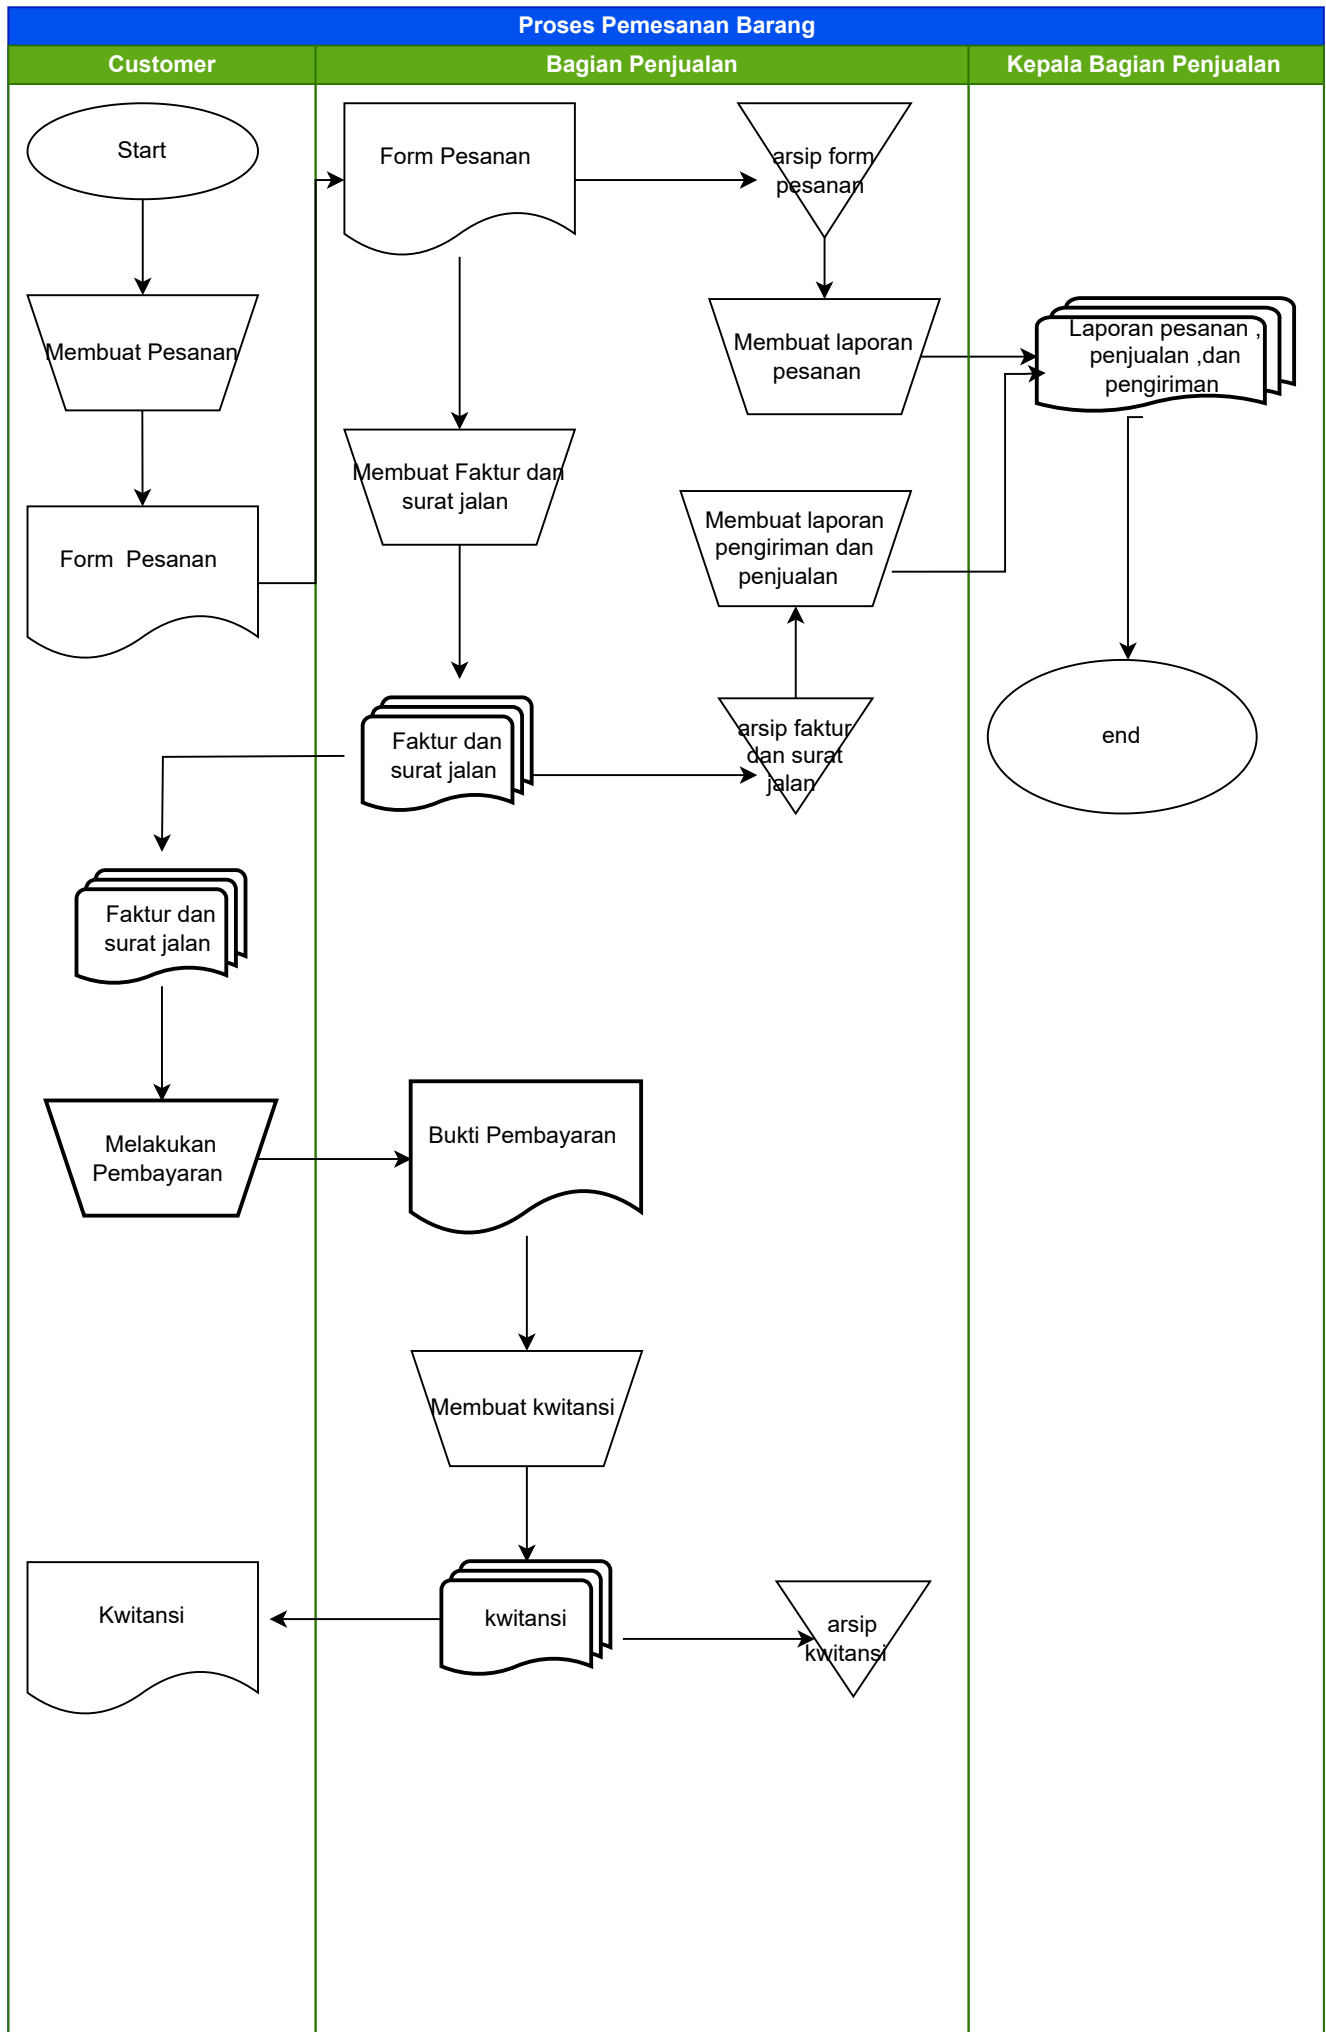 Proses Pemesanan Barang
Customer
Bagian Penjualan
Kepala Bagian Penjualan
Start
Form Pesanan
arsip form
pesanan
Membuat Pesanan
Membuat laporan
pesanan
Laporan pesanan ,
penjualan ,dan
pengiriman
Membuat Faktur dan
surat jalan
Form  Pesanan
Membuat laporan
pengiriman dan
penjualan
Faktur dan
surat jalan
arsip faktur
dan surat
jalan
end
Faktur dan
surat jalan
Melakukan
Pembayaran
Bukti Pembayaran
Membuat kwitansi
Kwitansi
kwitansi
arsip
kwitansi